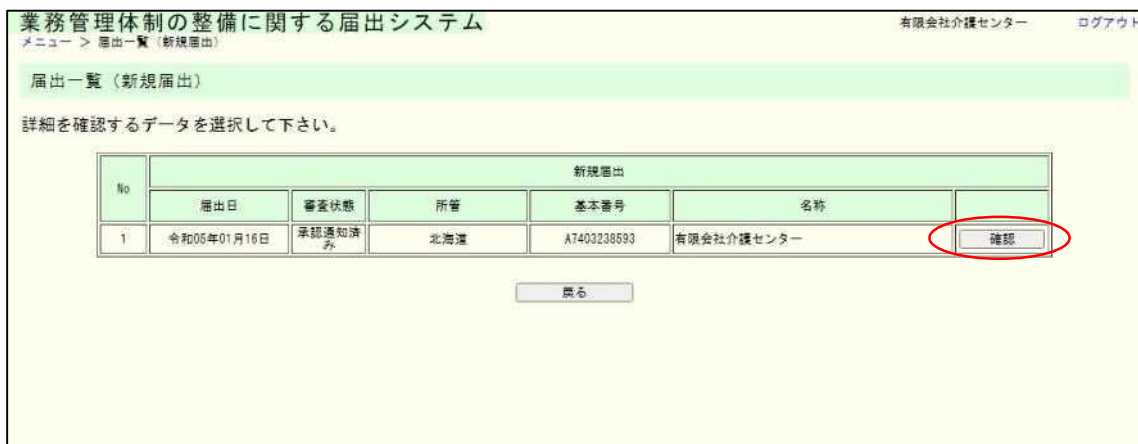 業務管理体制の整備に関する届出システム
有限会社介護センター ログアウト
メニュー > 届出一覧（新規届出）
届出一覧（新規届出）
詳細を確認するデータを選択して下さい。
No 新規届出
届出日 審査状態 所管 基本番号 名称
1 令和05年01月16日 承認通知済み 北海道 A7403238593 有限会社介護センター 確認
戻る